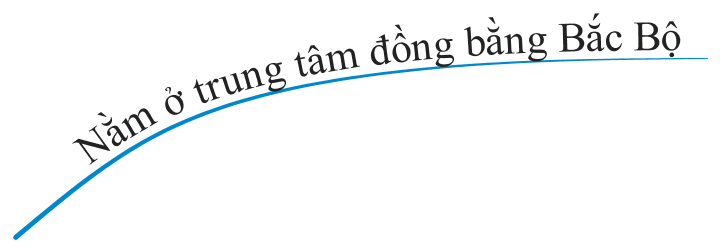 Nằm ở trung tâm đồng bằng Bắc Bộ